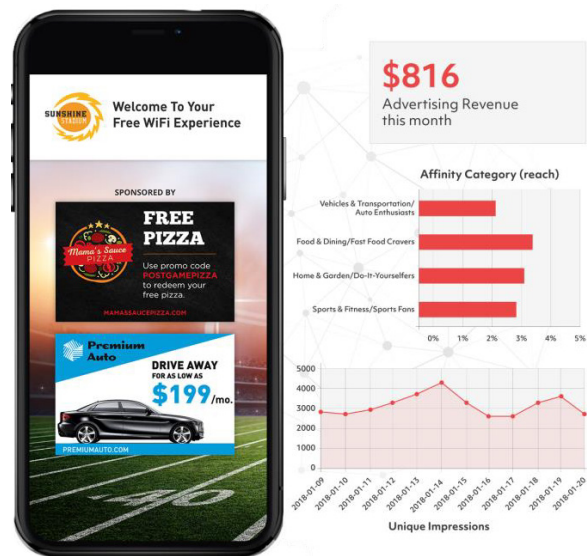 SUNSHINE
STADIUM
Welcome To Your
Free WiFi Experience
SPONSORED BY
Mama's Sauce
PIZZA
FREE
PIZZA
Use promo code
POSTGAMEPIZZA
to redeem your
free pizza.
MAMASSAUCEPIZZA.COM
Premium
Auto
DRIVE AWAY
FOR AS LOW AS
$199/mo.
PREMIUMAUTO.COM
40
$816
Advertising Revenue
this month
Affinity Category (reach)
Vehicles & Transportation/
Auto Enthusiasts
Food & Dining/Fast Food Cravers
Home & Garden/Do-It-Yourselfers
Sports & Fitness/Sports Fans
0% 1% 2% 3% 4% 5%
5000
4000
3000
2000
1000
0
2018-01-09 2018-01-10 2018-01-11 2018-01-12 2018-01-13 2018-01-14 2018-01-15 2018-01-16 2018-01-17 2018-01-18 2018-01-19 2018-01-20
Unique Impressions